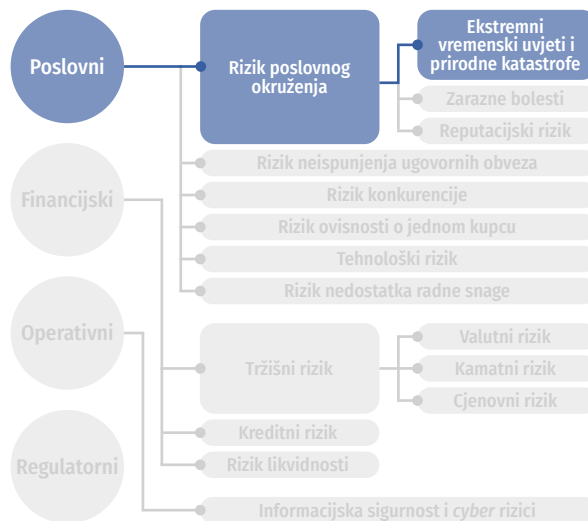 Poslovni
Rizik poslovnog
okruženja
Ekstremni
vremenski uvjeti i
prirodne katastrofe
Zarazne bolesti
Reputacijski rizik
Rizik neispunjenja ugovornih obveza
Rizik konkurencije
Rizik ovisnosti o jednom kupcu
Tehnološki rizik
Rizik nedostatka radne snage
Financijski
Tržišni rizik
Valutni rizik
Kamatni rizik
Cjenovni rizik
Kreditni rizik
Rizik likvidnosti
Operativni
Informacijska sigurnost i cyber rizici
Regulatorni